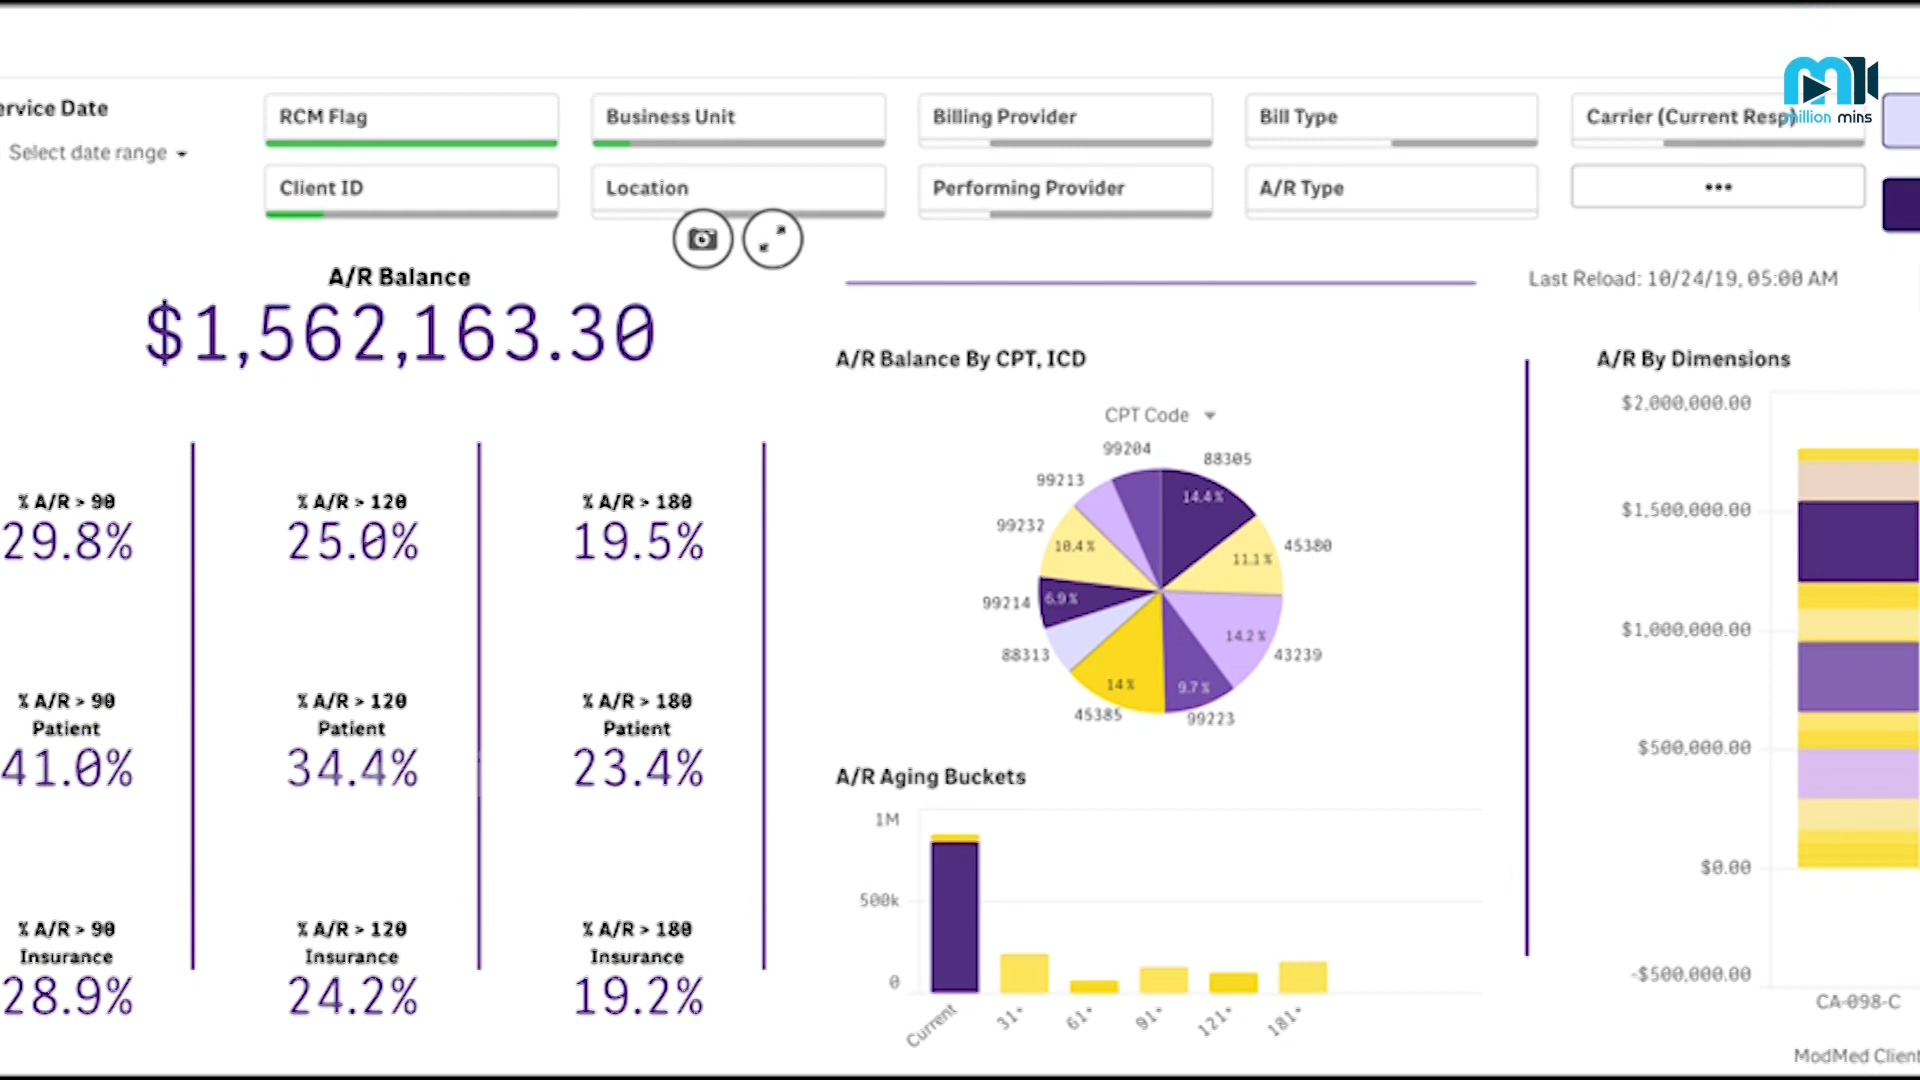 ervice Date
Select date range
RCM Flag
Business Unit
Billing Provider
Bill Type
Carrier (Current Resp)
million mins
Client ID
Location
Performing Provider
A/R Type
•••
A/R Balance
$1,562,163.30
Last Reload: 10/24/19, 05:00 AM
% A/R > 90
29.8%
% A/R > 120
25.0%
% A/R > 180
19.5%
% A/R > 90
Patient
41.0%
% A/R > 120
Patient
34.4%
% A/R > 180
Patient
23.4%
% A/R > 90
Insurance
28.9%
% A/R > 120
Insurance
24.2%
% A/R > 180
Insurance
19.2%
A/R Balance By CPT, ICD
CPT Code
99204
88305
99213
14.4%
99232
10.4%
11.1%
45380
99214
6.9%
14.2%
43239
88313
14%
9.7%
45385
99223
A/R Aging Buckets
1M
500k
0
Current
31+
61+
91+
121+
181+
A/R By Dimensions
$2,000,000.00
$1,500,000.00
$1,000,000.00
$500,000.00
$0.00
-$500,000.00
CA-098-C
ModMed Client